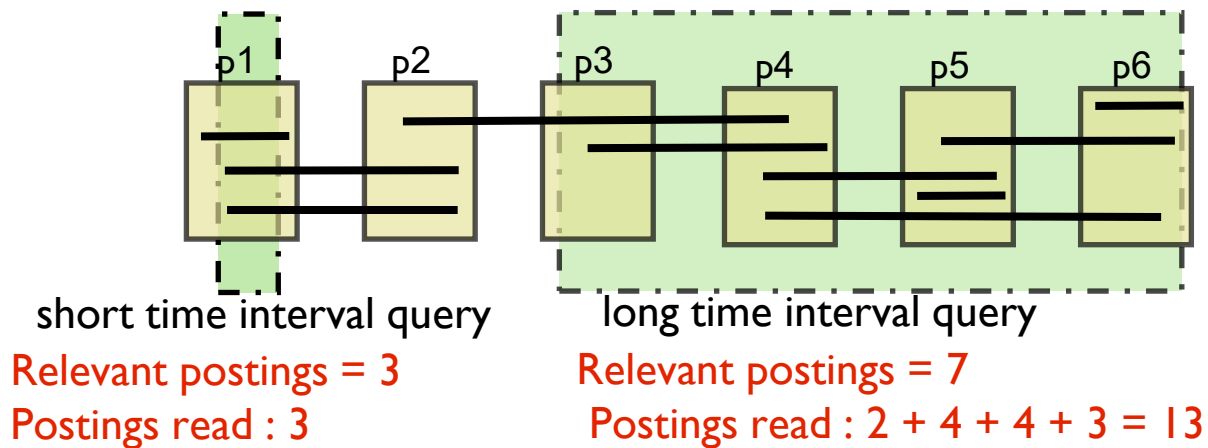 p1 p2 p3 p4 p5 p6
short time interval query
Relevant postings = 3
Postings read : 3
long time interval query
Relevant postings = 7
Postings read : 2 + 4 + 4 + 3 = 13